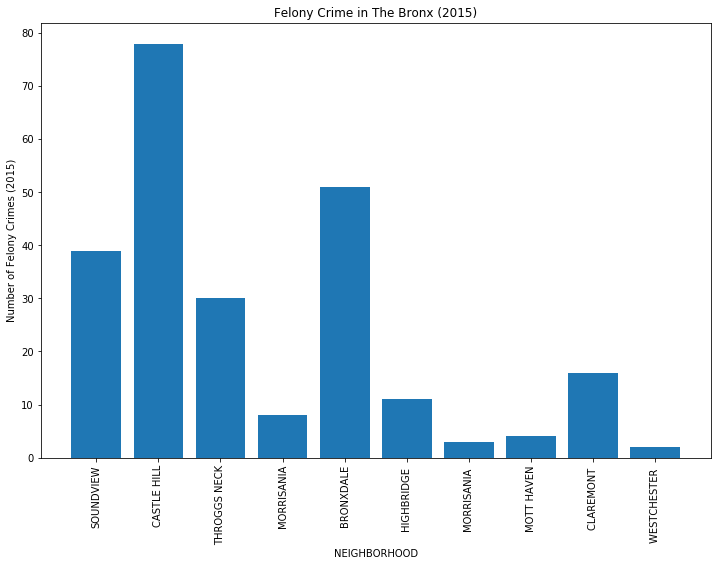 Felony Crime in The Bronx (2015)
Number of Felony Crimes (2015)
80
70
60
50
40
30
20
10
0
SOUNDVIEW
CASTLE HILL
THROGGS NECK
MORRISANIA
BRONXDALE
HIGHBRIDGE
MORRISANIA
MOTT HAVEN
CLAREMONT
WESTCHESTER
NEIGHBORHOOD